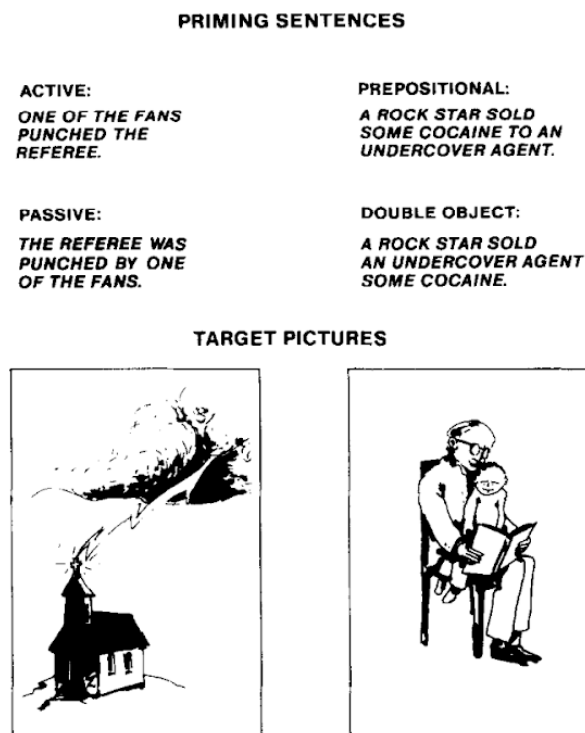 PRIMING SENTENCES
ACTIVE:
ONE OF THE FANS
PUNCHED THE
REFEREE.
PREPOSITIONAL:
A ROCK STAR SOLD
SOME COCAINE TO AN
UNDERCOVER AGENT.
PASSIVE:
THE REFEREE WAS
PUNCHED BY ONE
OF THE FANS.
DOUBLE OBJECT:
A ROCK STAR SOLD
AN UNDERCOVER AGENT
SOME COCAINE.
TARGET PICTURES